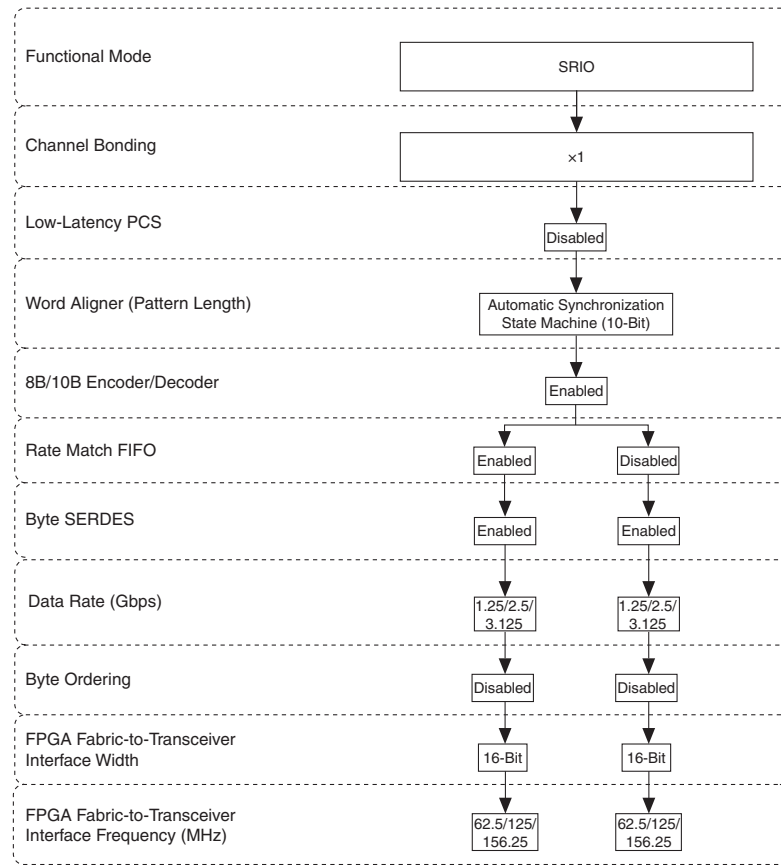 Functional Mode
SRIO
Channel Bonding
×1
Low-Latency PCS
Disabled
Word Aligner (Pattern Length)
Automatic Synchronization
State Machine (10-Bit)
8B/10B Encoder/Decoder
Enabled
Rate Match FIFO
Enabled
Disabled
Byte SERDES
Enabled
Enabled
Data Rate (Gbps)
1.25/2.5/
3.125
1.25/2.5/
3.125
Byte Ordering
Disabled
Disabled
FPGA Fabric-to-Transceiver
Interface Width
16-Bit
16-Bit
FPGA Fabric-to-Transceiver
Interface Frequency (MHz)
62.5/125/
156.25
62.5/125/
156.25